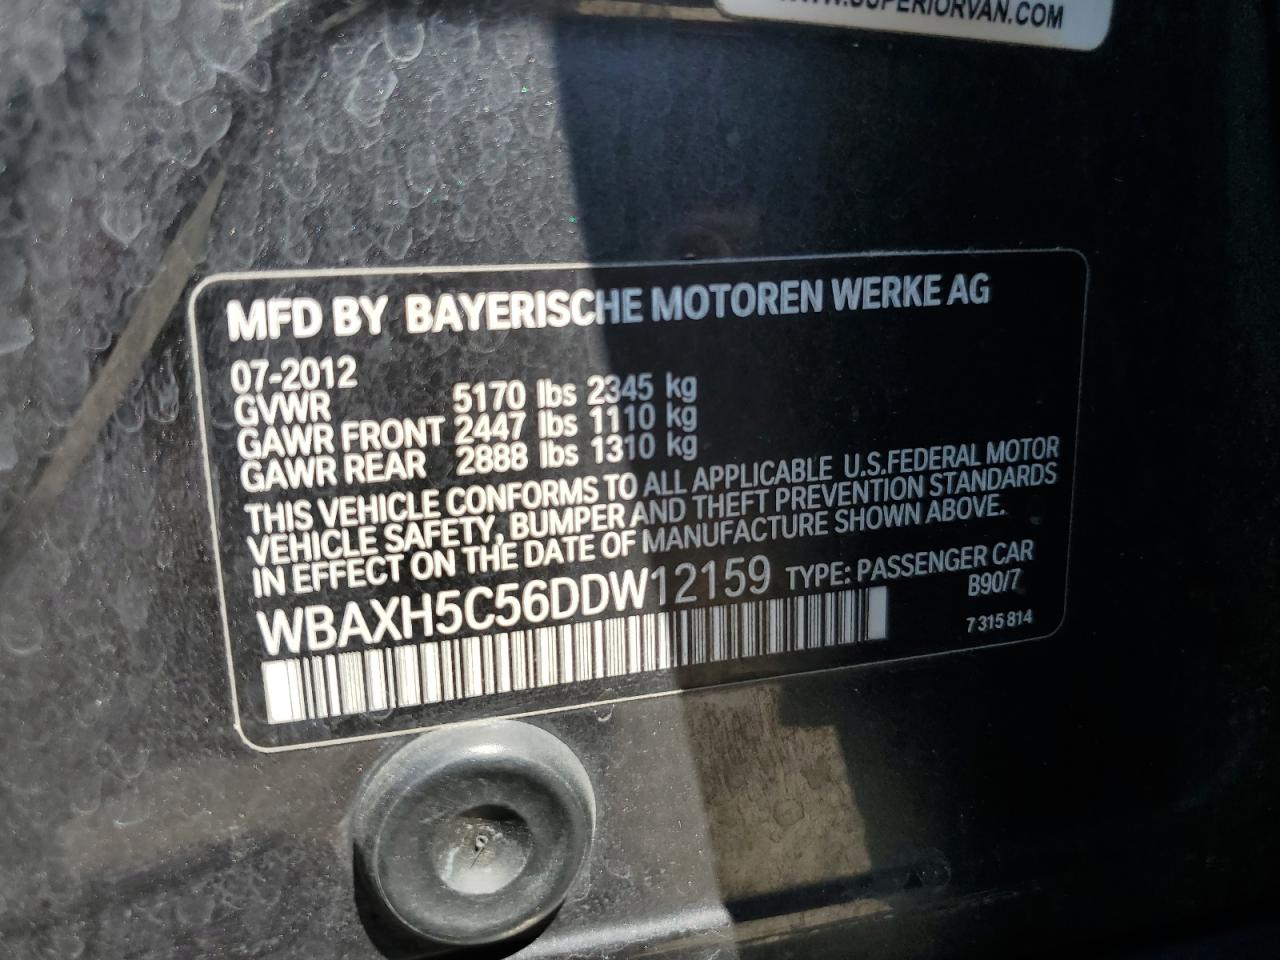 WWW.SUPERIORVAN.COM
MFD BY BAYERISCHE MOTOREN WERKE AG
07-2012
GVWR 5170 lbs 2345 kg
GAWR FRONT 2447 lbs 1110 kg
GAWR REAR 2888 lbs 1310 kg
THIS VEHICLE CONFORMS TO ALL APPLICABLE U.S.FEDERAL MOTOR
VEHICLE SAFETY, BUMPER AND THEFT PREVENTION STANDARDS
IN EFFECT ON THE DATE OF MANUFACTURE SHOWN ABOVE.
WBAXH5C56DDW12159 TYPE: PASSENGER CAR
B90/7
7 315 814